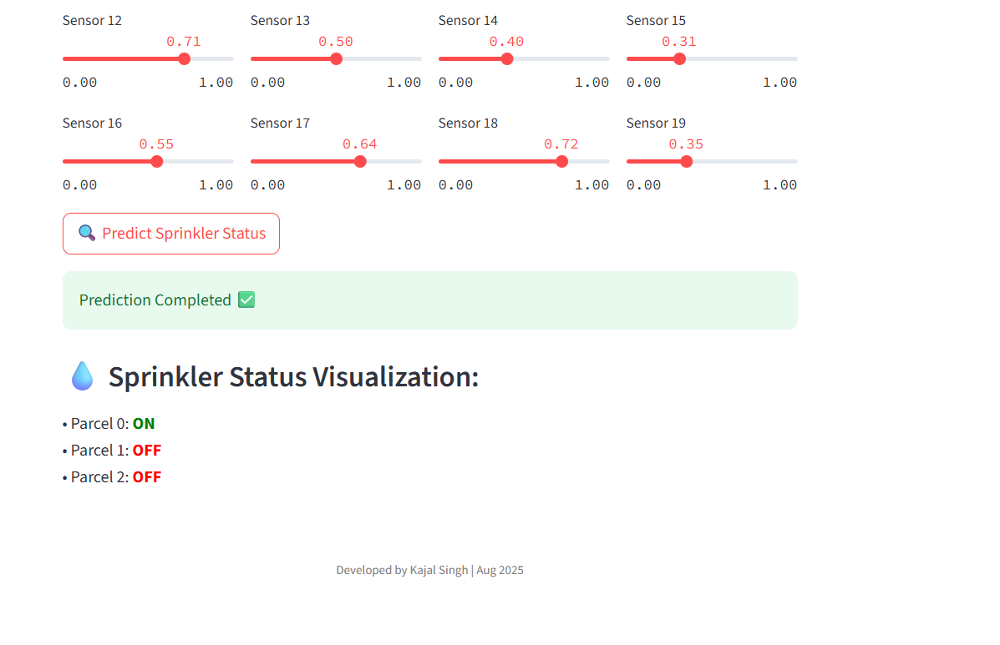 Sensor 12 Sensor 13 Sensor 14 Sensor 15
0.71 0.50 0.40 0.31
0.00 1.00 0.00 1.00 0.00 1.00 0.00 1.00
Sensor 16 Sensor 17 Sensor 18 Sensor 19
0.55 0.64 0.72 0.35
0.00 1.00 0.00 1.00 0.00 1.00 0.00 1.00
🔍 Predict Sprinkler Status
Prediction Completed ✅
💧 Sprinkler Status Visualization:
• Parcel 0: ON
• Parcel 1: OFF
• Parcel 2: OFF
Developed by Kajal Singh | Aug 2025